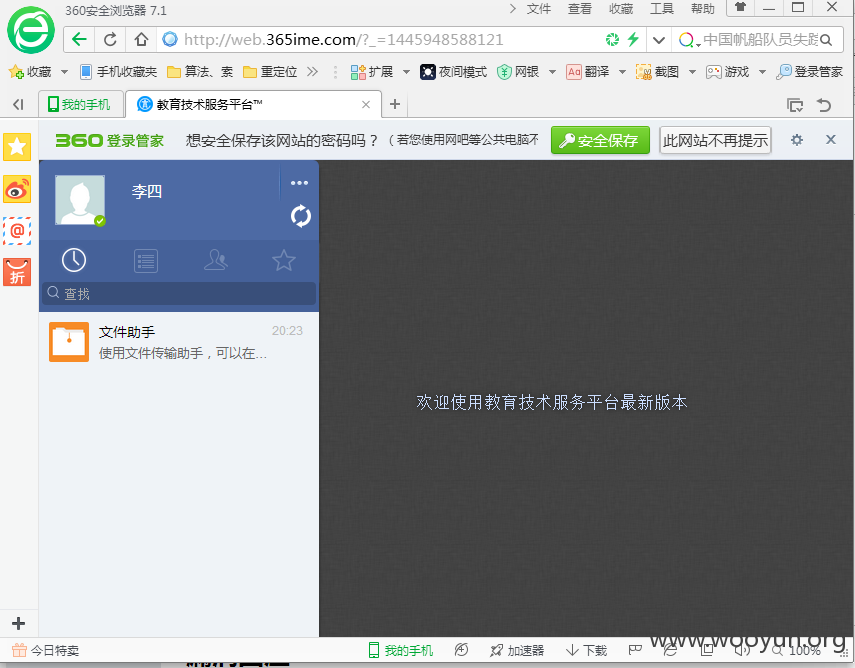 360安全浏览器 7.1
文件 查看 收藏 工具 帮助
http://web.365ime.com/?_=1445948588121
中国帆船队员失踪
收藏 手机收藏夹 算法、索 重定位 扩展 夜间模式 网银 Aa 翻译 截图 游戏 登录管家
我的手机 教育技术服务平台™
360 登录管家 想安全保存该网站的密码吗？（若您使用网吧等公共电脑不 安全保存 此网站不再提示
李四
@
折
查找
文件助手 20:23
使用文件传输助手，可以在...
欢迎使用教育技术服务平台最新版本
www.wooyun.org
今日特卖 我的手机 加速器 下载 100%